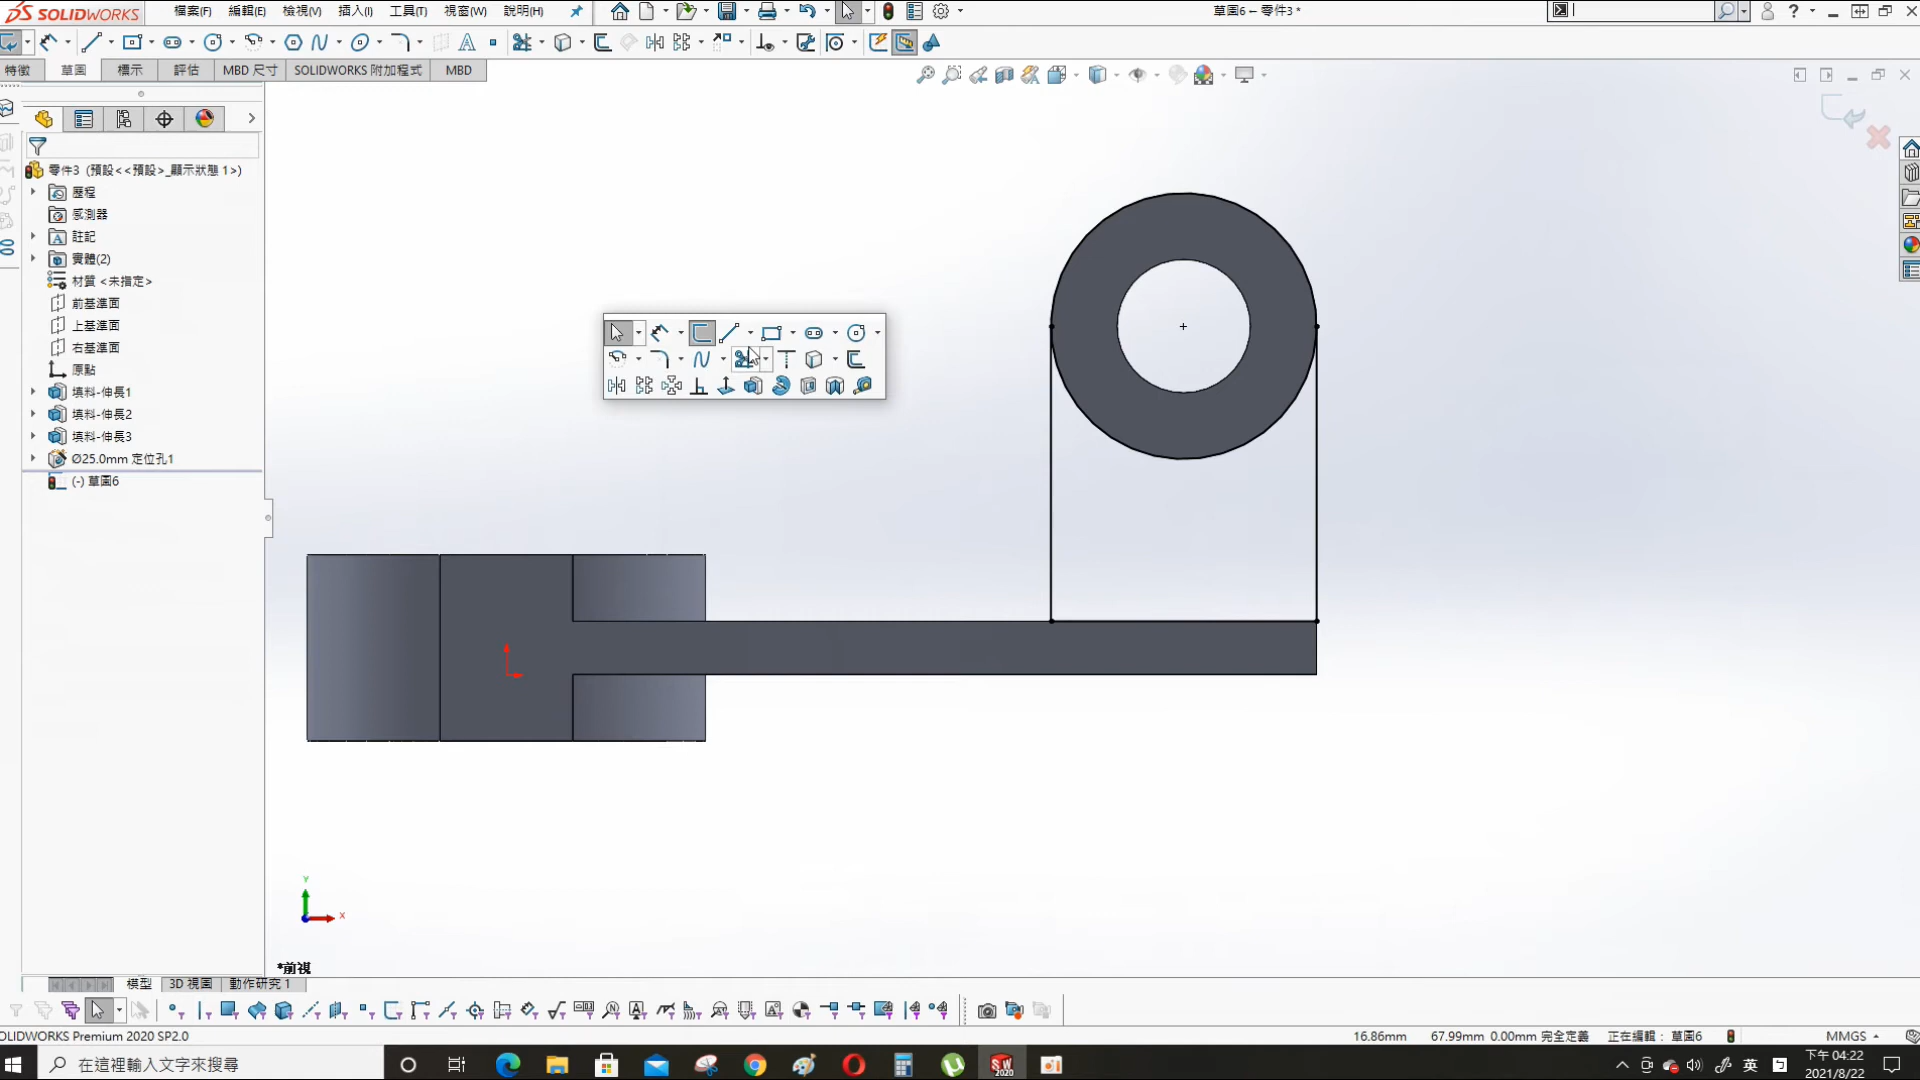 SOLIDWORKS 檔案(F) 編輯(E) 檢視(V) 插入(I) 工具(T) 視窗(W) 說明(H) 草圖6 – 零件3 *
特徵 草圖 標示 評估 MBD 尺寸 SOLIDWORKS 附加程式 MBD
零件3 (預設<<預設>_顯示狀態 1>)
歷程
感測器
註記
實體(2)
材質 <未指定>
前基準面
上基準面
右基準面
原點
填料-伸長1
填料-伸長2
填料-伸長3
Ø25.0mm 定位孔1
(-) 草圖6
Y
X
*前視
模型 3D 視圖 動作研究 1
OLIDWORKS Premium 2020 SP2.0 16.86mm 67.99mm 0.00mm 完全定義 正在編輯：草圖6 MMGS
在這裡輸入文字來搜尋 SW 2020 英 下午 04:22
2021/8/22